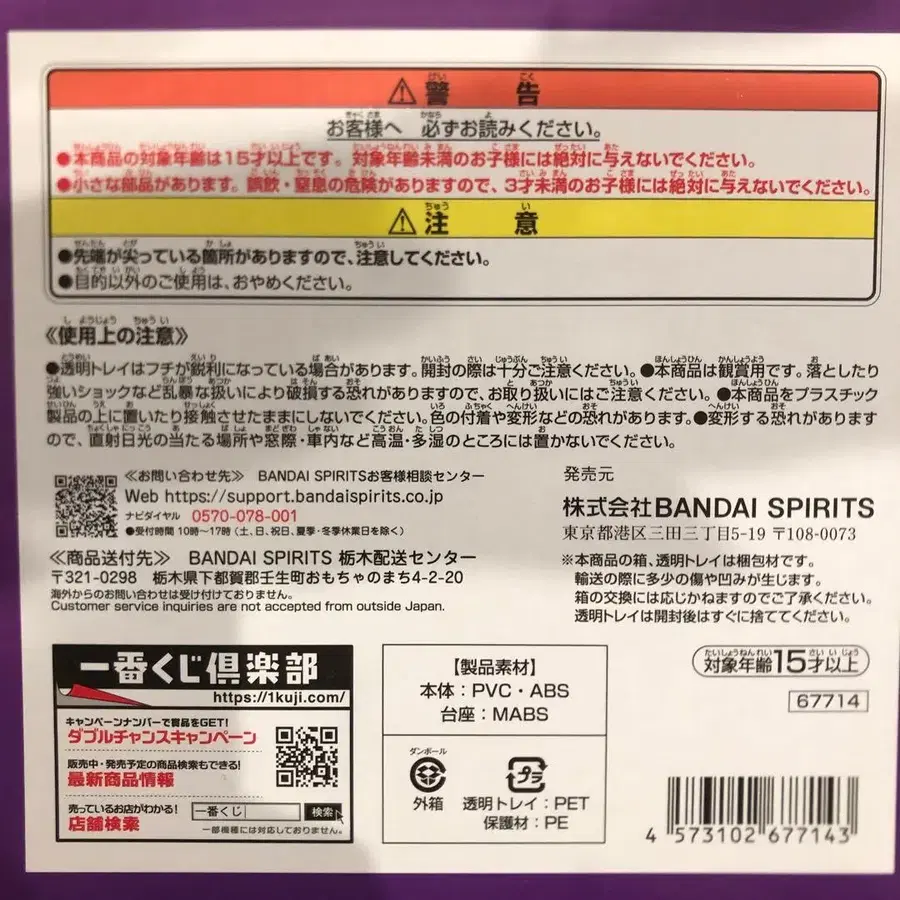 ⚠警告
お客様へ 必ずお読みください。
●本商品の対象年齢は15才以上です。対象年齢未満のお子様には絶対に与えないでください。
●小さな部品があります。誤飲・窒息の危険がありますので、3才未満のお子様には絶対に与えないでください。
⚠注意
●先端が尖っている箇所がありますので、注意してください。
●目的以外のご使用は、おやめください。
《使用上の注意》
●透明トレイはフチが鋭利になっている場合があります。開封の際は十分ご注意ください。●本商品は観賞用です。落としたり
強いショックなど乱暴な扱いにより破損する恐れがありますので、お取り扱いにはご注意ください。●本商品をプラスチック
製品の上に置いたり接触させたままにしないでください。色の付着や変形などの恐れがあります。●変形する恐れがあります
ので、直射日光の当たる場所や窓際・車内など高温・多湿のところには置かないでください。
≪お問い合わせ先≫ BANDAI SPIRITSお客様相談センター
Web https://support.bandaispirits.co.jp
ナビダイヤル 0570-078-001
●受付時間 10時〜17時(土、日、祝日、夏季・冬季休業日を除く)
≪商品送付先≫ BANDAI SPIRITS 栃木配送センター
〒321-0298 栃木県下都賀郡壬生町おもちゃのまち4-2-20
海外からのお問い合わせは受け付けておりません。
Customer service inquiries are not accepted from outside Japan.
発売元
株式会社BANDAI SPIRITS
東京都港区三田三丁目5-19 〒108-0073
※本商品の箱、透明トレイは梱包材です。
輸送の際に多少の傷や凹みが生じます。
箱の交換には応じかねますのでご了承ください。
透明トレイは開封後はすぐに捨ててください。
一番くじ倶楽部
https://1kuji.com/
キャンペーンナンバーで賞品をGET!
ダブルチャンスキャンペーン
販売中・発売予定の商品検索もできる!
最新商品情報
売っているお店がわかる!
店舗検索
一番くじ 検索
一部機種には対応しておりません。
【製品素材】
本体:PVC・ABS
台座:MABS
ダンボール
外箱
プラ
透明トレイ:PET
保護材:PE
対象年齢15才以上
67714
4 573102 677143